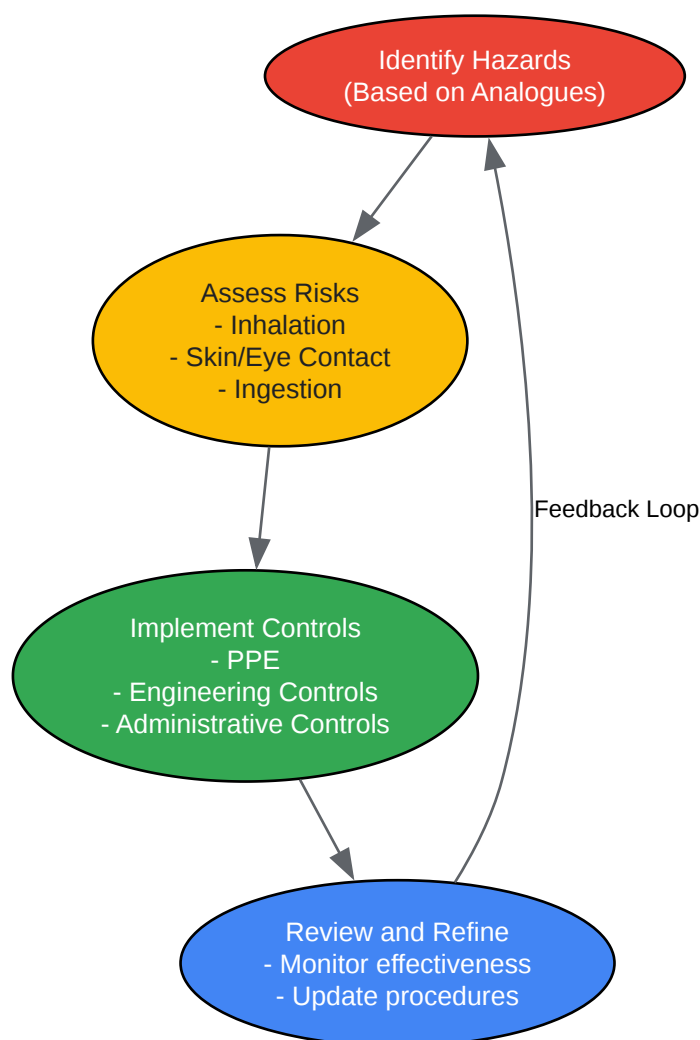 Identify Hazards
(Based on Analogues)
Assess Risks
- Inhalation
- Skin/Eye Contact
- Ingestion
Feedback Loop
Implement Controls
- PPE
- Engineering Controls
- Administrative Controls
Review and Refine
- Monitor effectiveness
- Update procedures